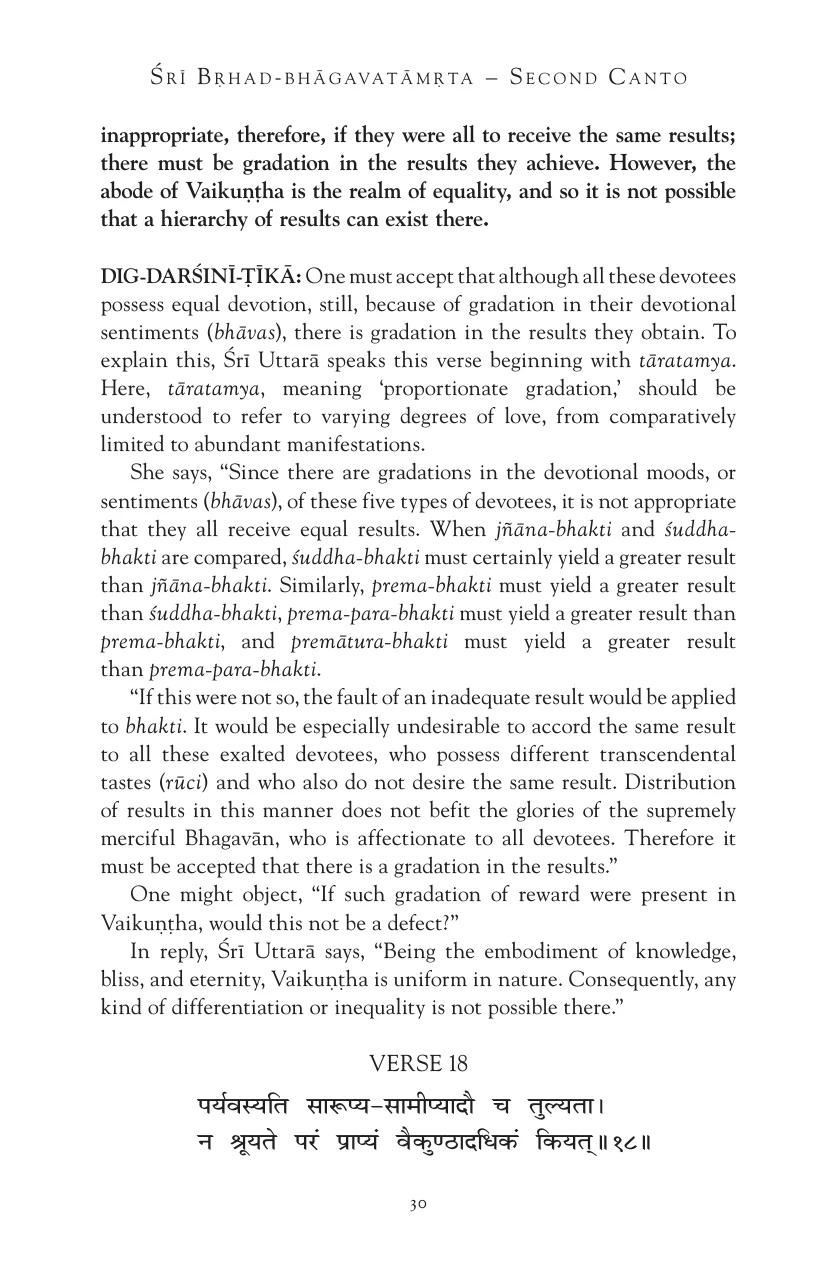 Śrī Bṛhad-bhāgavatāmṛta – Second Canto
inappropriate, therefore, if they were all to receive the same results;
there must be gradation in the results they achieve. However, the
abode of Vaikuṇṭha is the realm of equality, and so it is not possible
that a hierarchy of results can exist there.
DIG-DARŚINĪ-ṬĪKĀ: One must accept that although all these devotees
possess equal devotion, still, because of gradation in their devotional
sentiments (bhāvas), there is gradation in the results they obtain. To
explain this, Śrī Uttarā speaks this verse beginning with tāratamya.
Here, tāratamya, meaning ‘proportionate gradation,’ should be
understood to refer to varying degrees of love, from comparatively
limited to abundant manifestations.
She says, “Since there are gradations in the devotional moods, or
sentiments (bhāvas), of these five types of devotees, it is not appropriate
that they all receive equal results. When jñāna-bhakti and śuddha-
bhakti are compared, śuddha-bhakti must certainly yield a greater result
than jñāna-bhakti. Similarly, prema-bhakti must yield a greater result
than śuddha-bhakti, prema-para-bhakti must yield a greater result than
prema-bhakti, and premātura-bhakti must yield a greater result
than prema-para-bhakti.
“If this were not so, the fault of an inadequate result would be applied
to bhakti. It would be especially undesirable to accord the same result
to all these exalted devotees, who possess different transcendental
tastes (rūci) and who also do not desire the same result. Distribution
of results in this manner does not befit the glories of the supremely
merciful Bhagavān, who is affectionate to all devotees. Therefore it
must be accepted that there is a gradation in the results.”
One might object, “If such gradation of reward were present in
Vaikuṇṭha, would this not be a defect?”
In reply, Śrī Uttarā says, “Being the embodiment of knowledge,
bliss, and eternity, Vaikuṇṭha is uniform in nature. Consequently, any
kind of differentiation or inequality is not possible there.”
VERSE 18
पर्यवस्यति सारूप्य-सामीप्यादौ च तुल्यता।
न श्रूयते परं प्राप्यं वैकुण्ठादधिकं कियत्॥१८॥
30